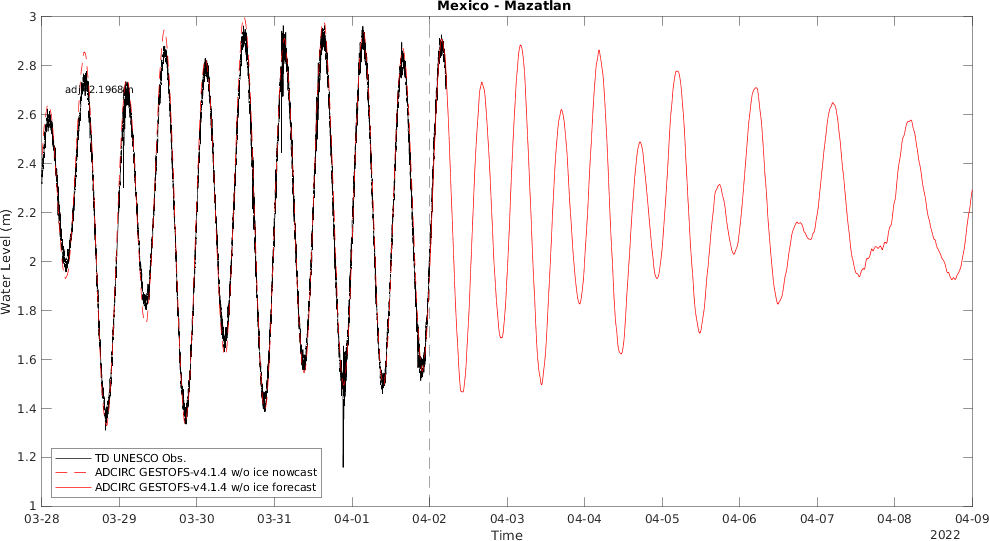 Mexico - Mazatlan
3
2.8
2.6
2.4
2.2
2
1.8
1.6
1.4
1.2
1
Water Level (m)
TD UNESCO Obs.
ADCIRC GESTOFS-v4.1.4 w/o ice nowcast
ADCIRC GESTOFS-v4.1.4 w/o ice forecast
03-28 03-29 03-30 03-31 04-01 04-02 04-03 04-04 04-05 04-06 04-07 04-08 04-09
Time
2022